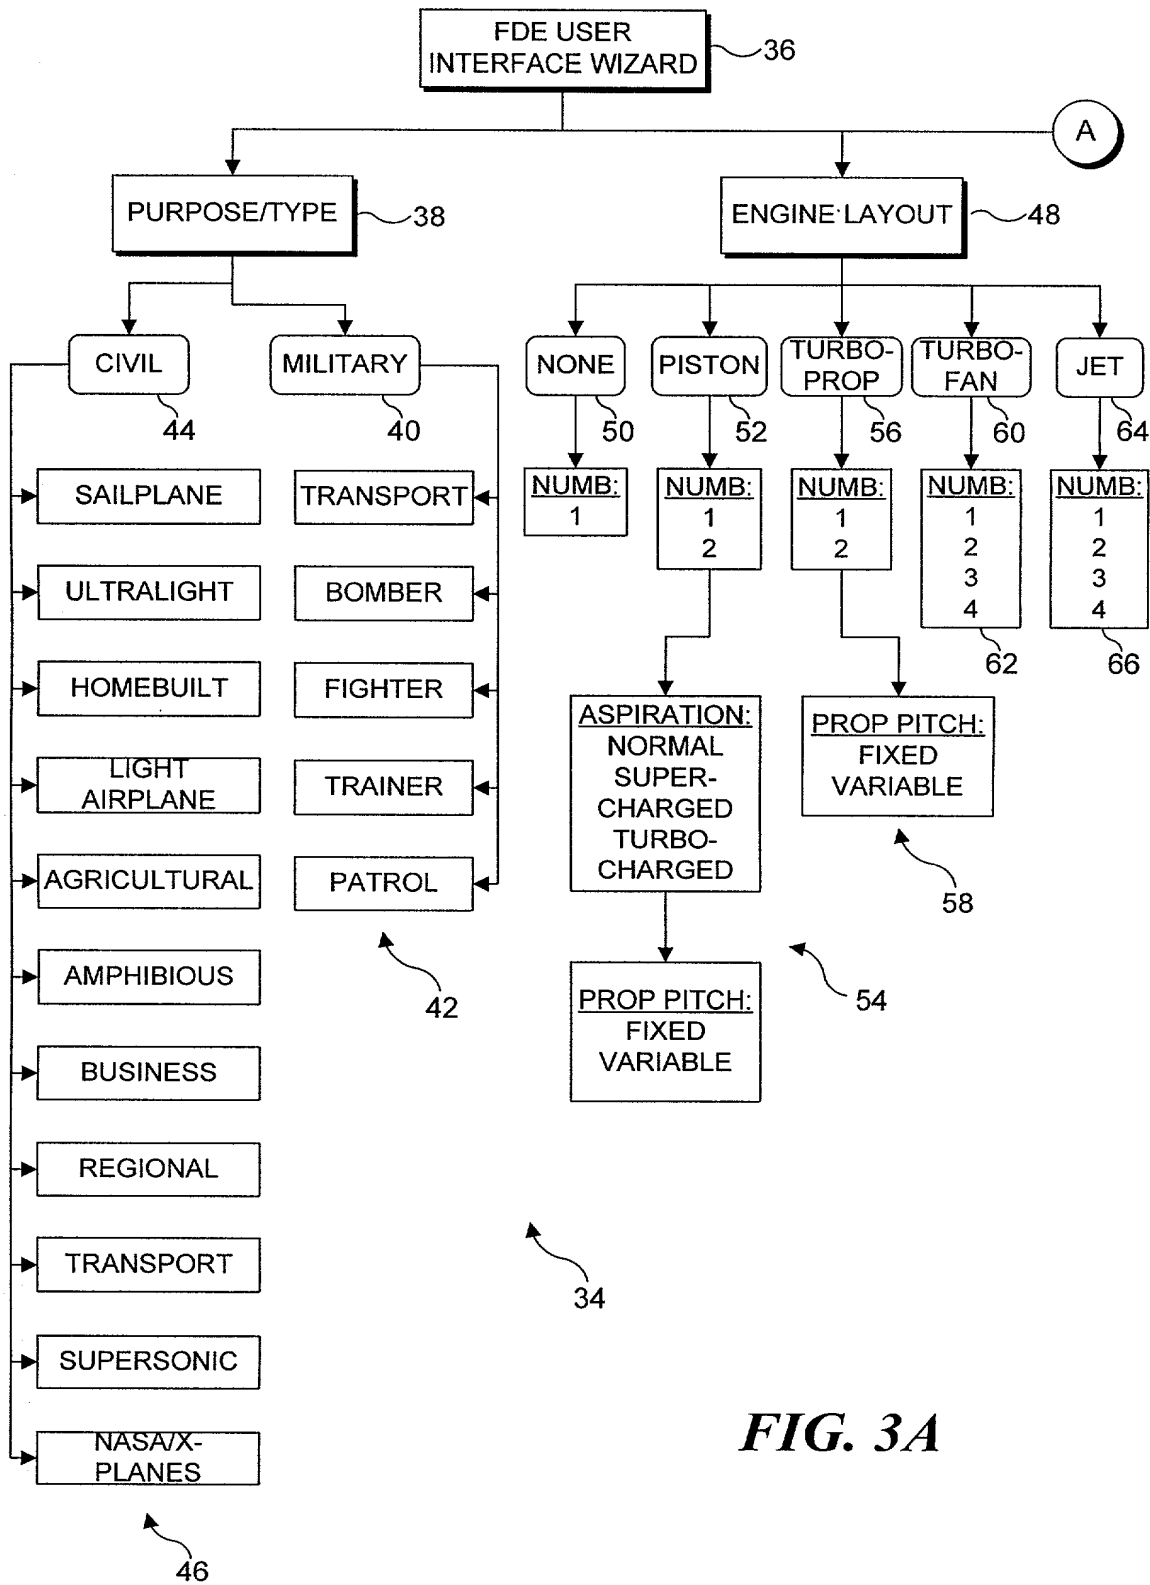 FDE USER
INTERFACE WIZARD
36
A
PURPOSE/TYPE
38
ENGINE LAYOUT
48
CIVIL
44
MILITARY
40
NONE
50
PISTON
52
TURBO-
PROP
56
TURBO-
FAN
60
JET
64
SAILPLANE
ULTRALIGHT
HOMEBUILT
LIGHT
AIRPLANE
AGRICULTURAL
AMPHIBIOUS
BUSINESS
REGIONAL
TRANSPORT
SUPERSONIC
NASA/X-
PLANES
46
TRANSPORT
BOMBER
FIGHTER
TRAINER
PATROL
42
NUMB:
1
NUMB:
1
2
ASPIRATION:
NORMAL
SUPER-
CHARGED
TURBO-
CHARGED
PROP PITCH:
FIXED
VARIABLE
54
NUMB:
1
2
PROP PITCH:
FIXED
VARIABLE
58
NUMB:
1
2
3
4
62
NUMB:
1
2
3
4
66
34
FIG. 3A